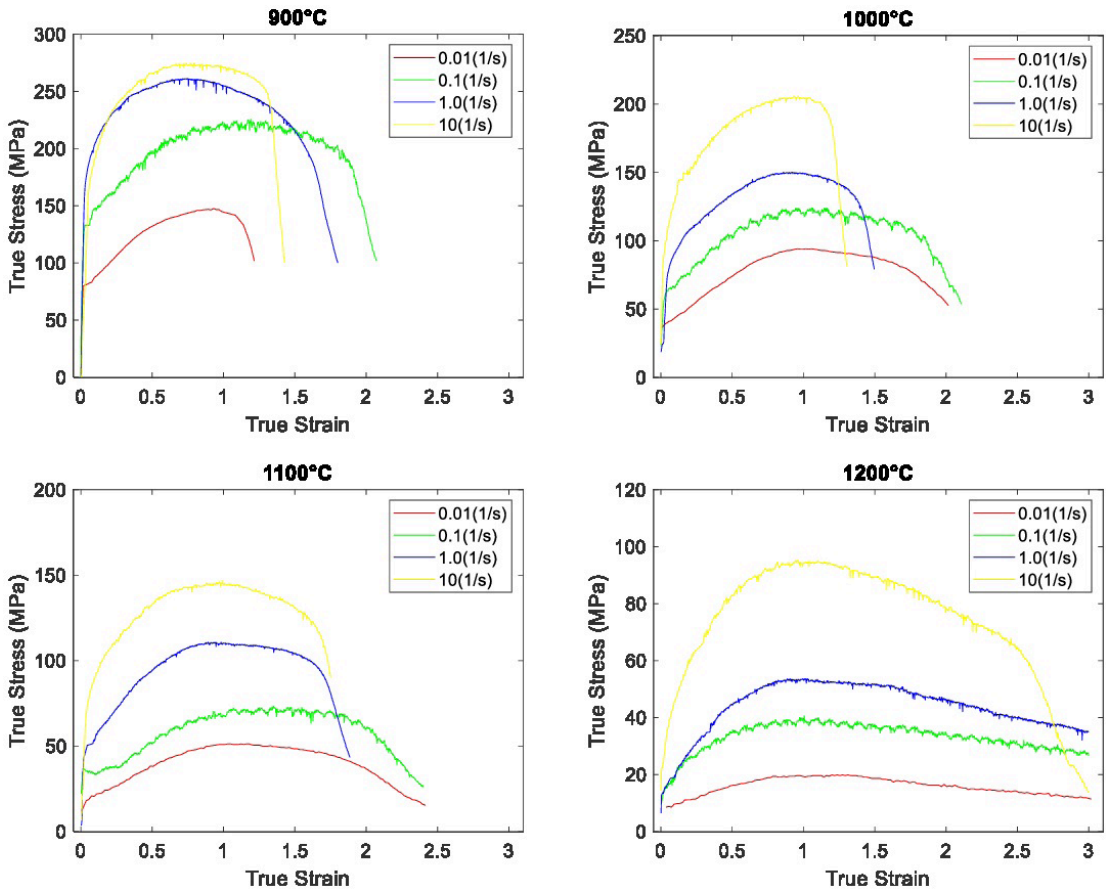 900°C
300
250
200
150
100
50
0
True Stress (MPa)
0.01(1/s)
0.1(1/s)
1.0(1/s)
10(1/s)
0 0.5 1 1.5 2 2.5 3
True Strain
1000°C
250
200
150
100
50
0
True Stress (MPa)
0.01(1/s)
0.1(1/s)
1.0(1/s)
10(1/s)
0 0.5 1 1.5 2 2.5 3
True Strain
1100°C
200
150
100
50
0
True Stress (MPa)
0.01(1/s)
0.1(1/s)
1.0(1/s)
10(1/s)
0 0.5 1 1.5 2 2.5 3
True Strain
1200°C
120
100
80
60
40
20
0
True Stress (MPa)
0.01(1/s)
0.1(1/s)
1.0(1/s)
10(1/s)
0 0.5 1 1.5 2 2.5 3
True Strain